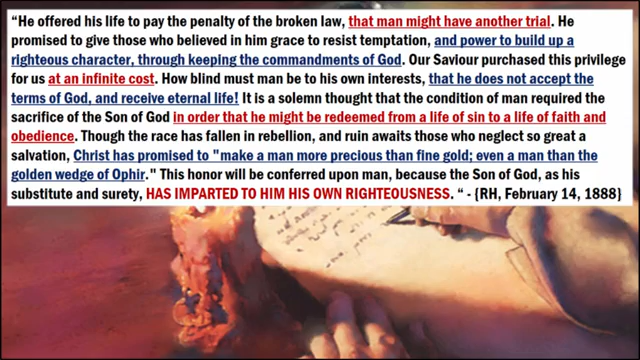 “He offered his life to pay the penalty of the broken law, that man might have another trial. He
promised to give those who believed in him grace to resist temptation, and power to build up a
righteous character, through keeping the commandments of God. Our Saviour purchased this privilege
for us at an infinite cost. How blind must man be to his own interests, that he does not accept the
terms of God, and receive eternal life! It is a solemn thought that the condition of man required the
sacrifice of the Son of God in order that he might be redeemed from a life of sin to a life of faith and
obedience. Though the race has fallen in rebellion, and ruin awaits those who neglect so great a
salvation, Christ has promised to "make a man more precious than fine gold; even a man than the
golden wedge of Ophir." This honor will be conferred upon man, because the Son of God, as his
substitute and surety, HAS IMPARTED TO HIM HIS OWN RIGHTEOUSNESS. “ - {RH, February 14, 1888}